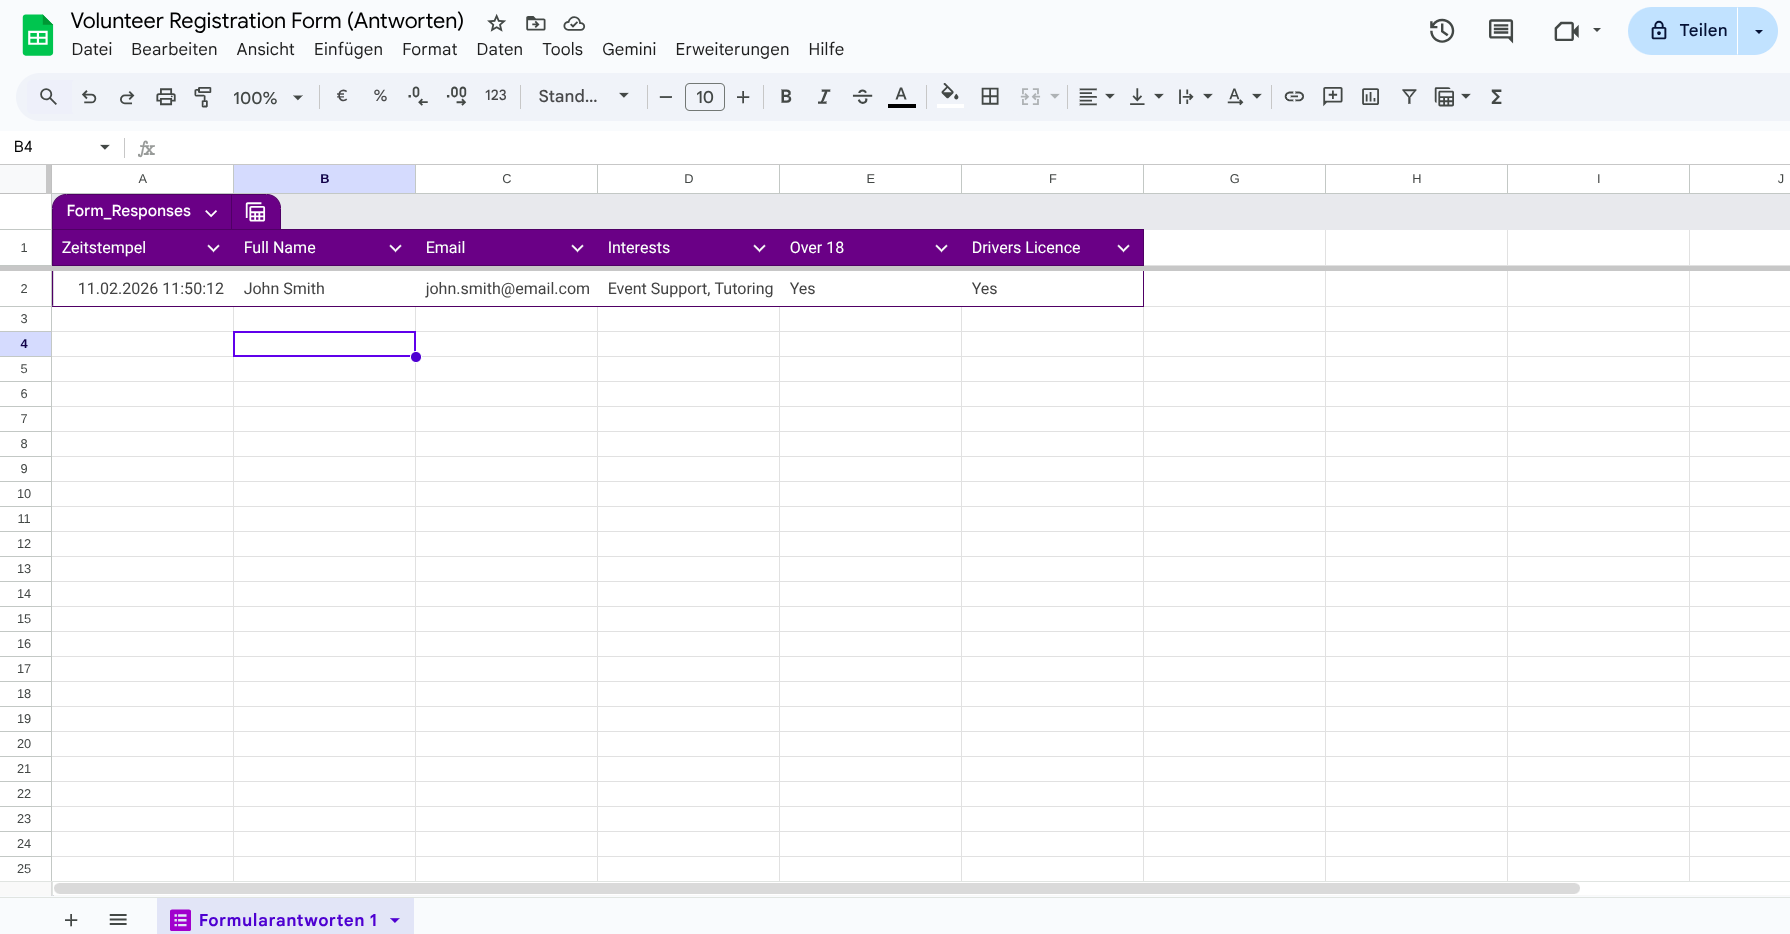 Volunteer Registration Form (Antworten)
Datei Bearbeiten Ansicht Einfügen Format Daten Tools Gemini Erweiterungen Hilfe
Teilen
100% € % .0 .00 123 Stand... 10 B I A A Σ
B4 fx
A B C D E F G H I J
Form_Responses
1 Zeitstempel Full Name Email Interests Over 18 Drivers Licence
2 11.02.2026 11:50:12 John Smith john.smith@email.com Event Support, Tutoring Yes Yes
3
4
5
6
7
8
9
10
11
12
13
14
15
16
17
18
19
20
21
22
23
24
25
Formularantworten 1